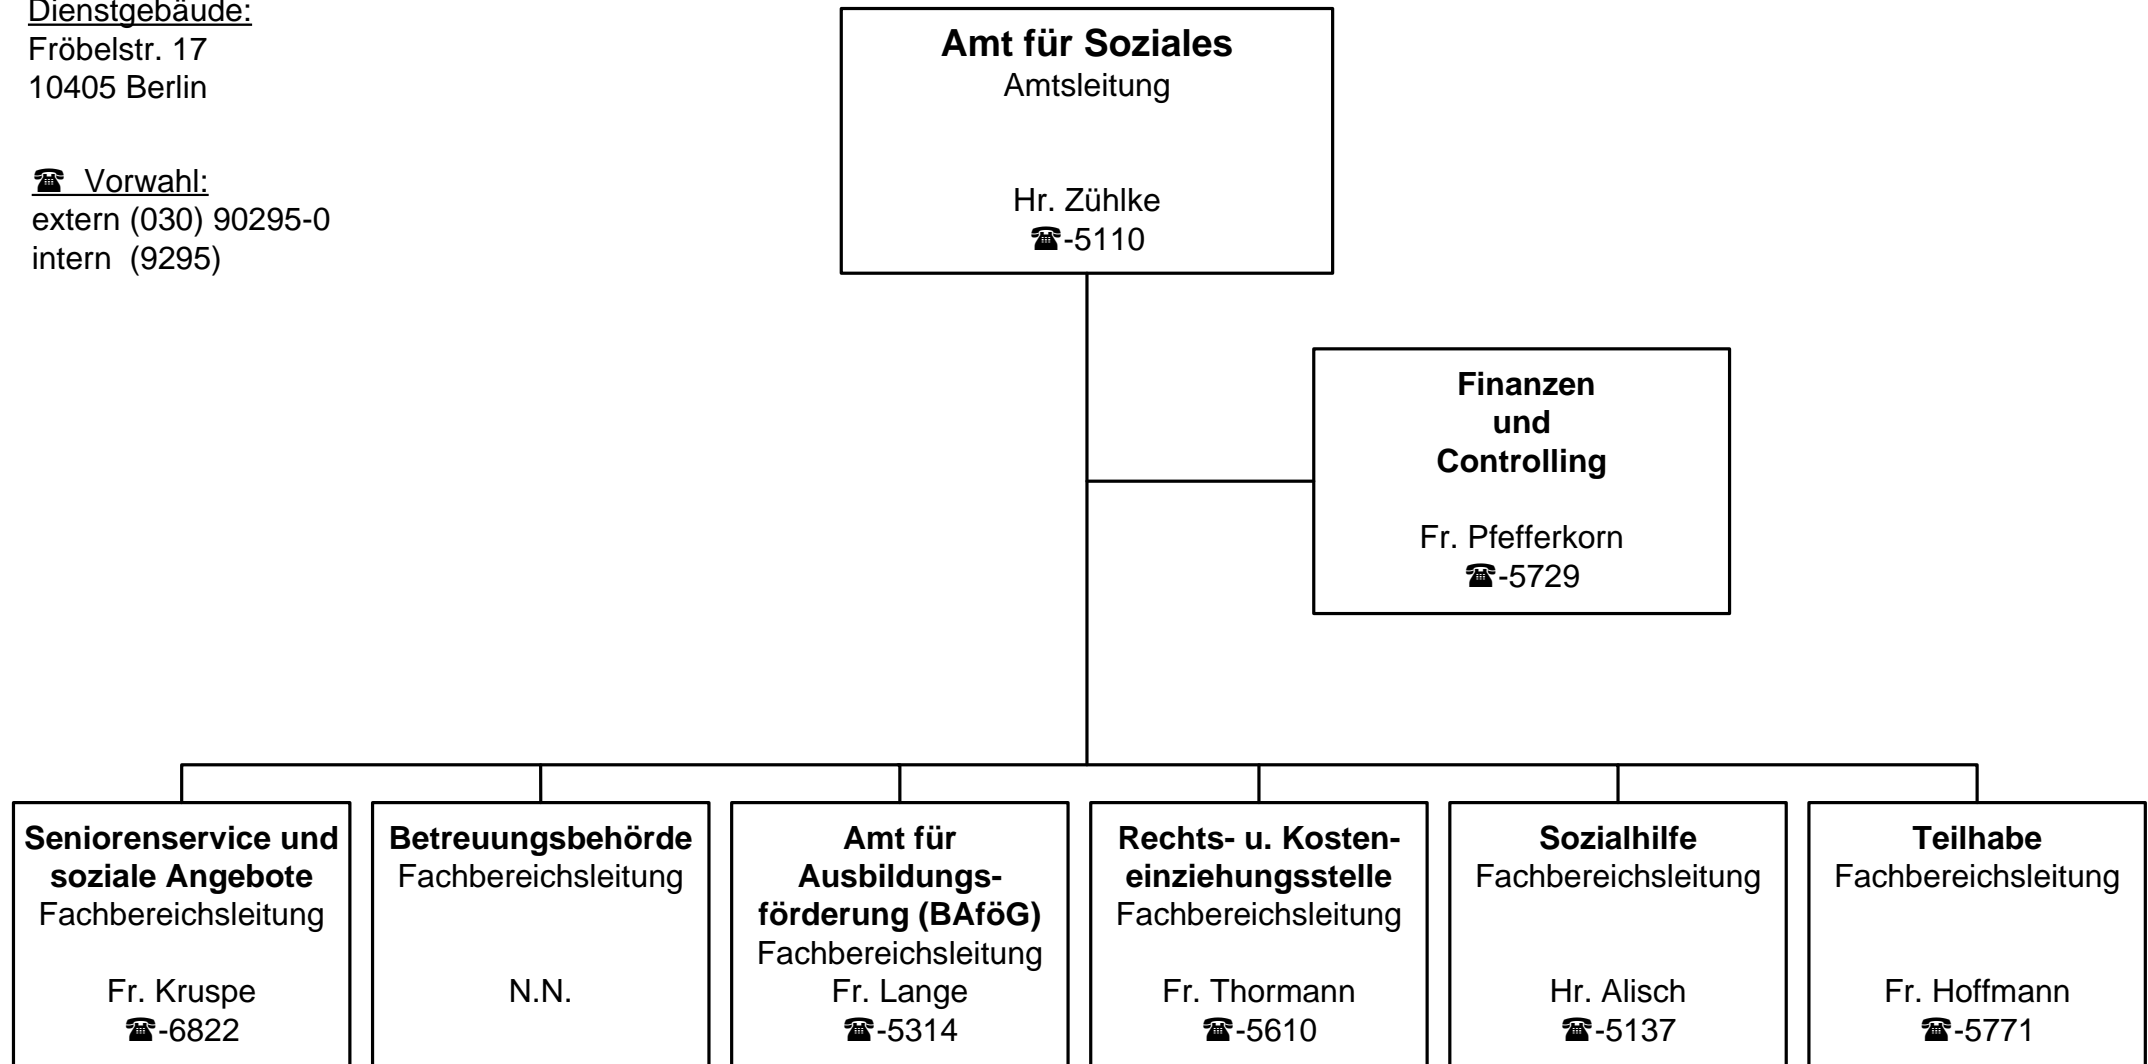 Dienstgebäude:
Fröbelstr. 17
10405 Berlin
☎ Vorwahl:
extern (030) 90295-0
intern (9295)
Amt für Soziales
Amtsleitung
Hr. Zühlke
☎-5110
Finanzen
und
Controlling
Fr. Pfefferkorn
☎-5729
Seniorenservice und
soziale Angebote
Fachbereichsleitung
Fr. Kruspe
☎-6822
Betreuungsbehörde
Fachbereichsleitung
N.N.
Amt für
Ausbildungs-
förderung (BAföG)
Fachbereichsleitung
Fr. Lange
☎-5314
Rechts- u. Kosten-
einziehungsstelle
Fachbereichsleitung
Fr. Thormann
☎-5610
Sozialhilfe
Fachbereichsleitung
Hr. Alisch
☎-5137
Teilhabe
Fachbereichsleitung
Fr. Hoffmann
☎-5771